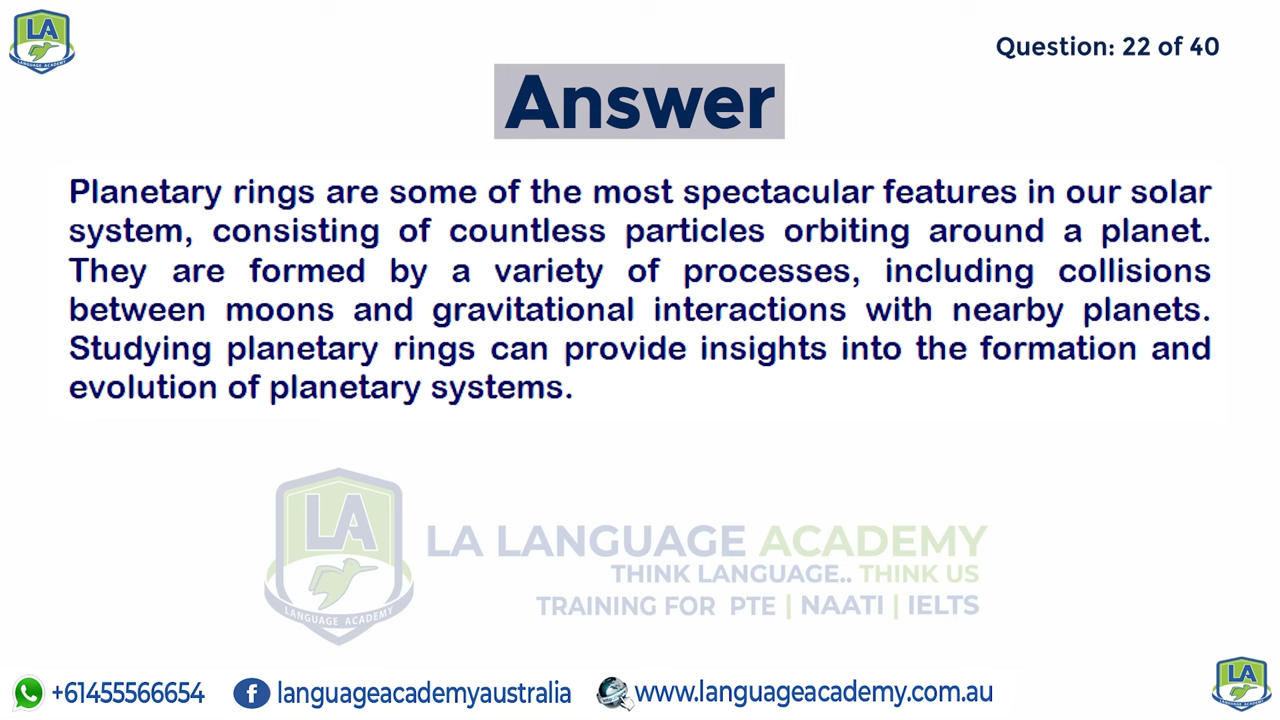 LA
LANGUAGE ACADEMY
Question: 22 of 40
Answer
Planetary rings are some of the most spectacular features in our solar
system, consisting of countless particles orbiting around a planet.
They are formed by a variety of processes, including collisions
between moons and gravitational interactions with nearby planets.
Studying planetary rings can provide insights into the formation and
evolution of planetary systems.
LA
LANGUAGE ACADEMY
LA LANGUAGE ACADEMY
THINK LANGUAGE.. THINK US
TRAINING FOR PTE | NAATI | IELTS
+61455566654
languageacademyaustralia
www.languageacademy.com.au
LA
LANGUAGE ACADEMY